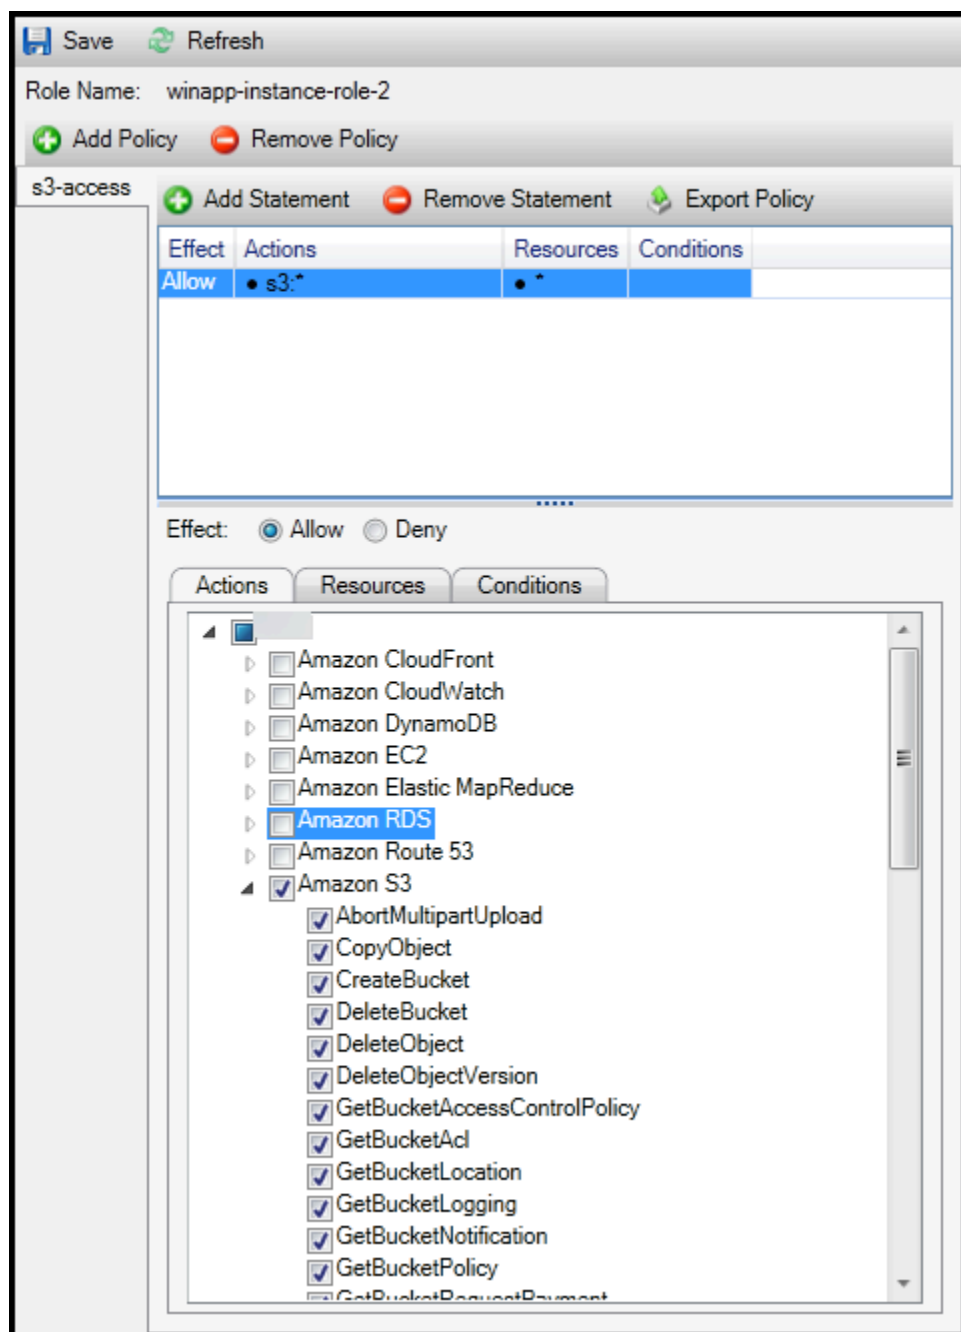 Save Refresh
Role Name: winapp-instance-role-2
Add Policy Remove Policy
s3-access
Add Statement Remove Statement Export Policy
Effect Actions Resources Conditions
Allow • s3:* • *
Effect: Allow Deny
Actions Resources Conditions
Amazon CloudFront
Amazon CloudWatch
Amazon DynamoDB
Amazon EC2
Amazon Elastic MapReduce
Amazon RDS
Amazon Route 53
Amazon S3
AbortMultipartUpload
CopyObject
CreateBucket
DeleteBucket
DeleteObject
DeleteObjectVersion
GetBucketAccessControlPolicy
GetBucketAcl
GetBucketLocation
GetBucketLogging
GetBucketNotification
GetBucketPolicy
GetBucketRequestPayment